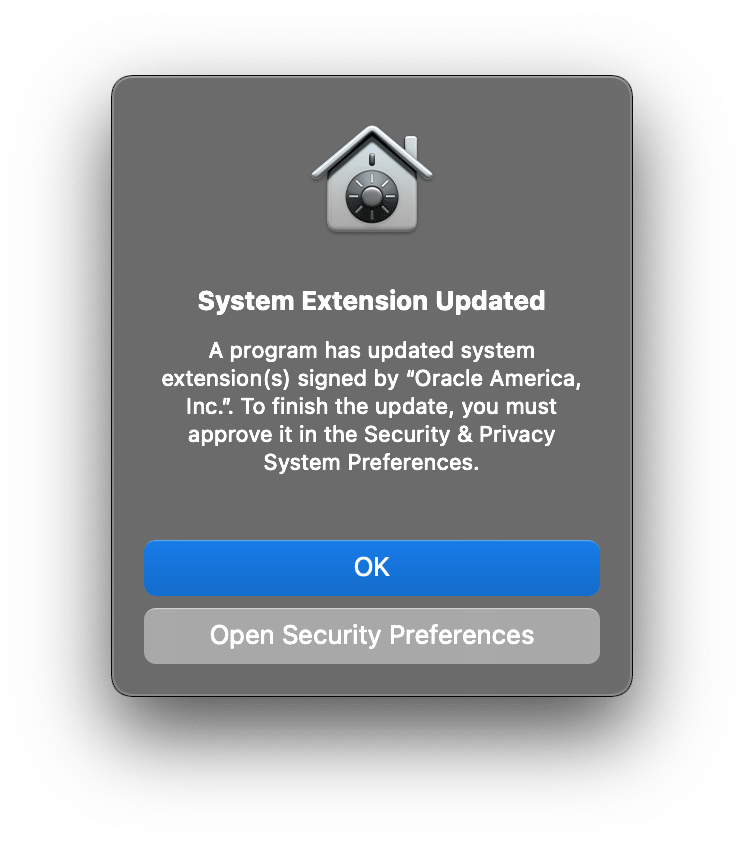 System Extension Updated
A program has updated system
extension(s) signed by “Oracle America,
Inc.”. To finish the update, you must
approve it in the Security & Privacy
System Preferences.
OK
Open Security Preferences